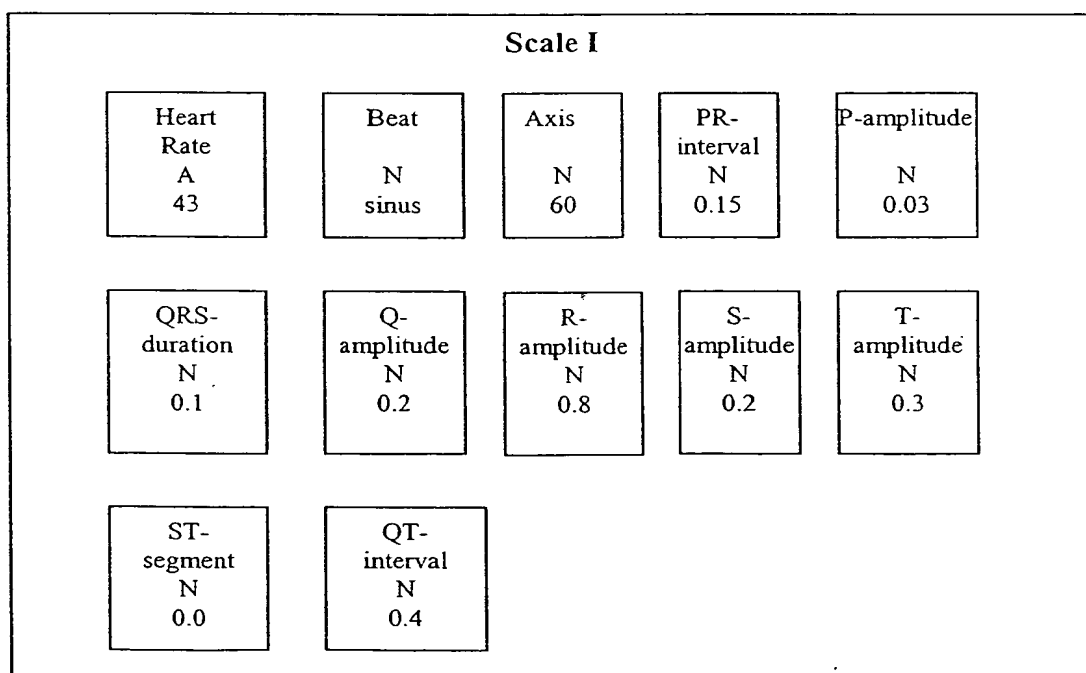 Scale I
Heart
Rate
A
43
Beat
N
sinus
Axis
N
60
PR-
interval
N
0.15
P-amplitude
N
0.03
QRS-
duration
N
0.1
Q-
amplitude
N
0.2
R-
amplitude
N
0.8
S-
amplitude
N
0.2
T-
amplitude
N
0.3
ST-
segment
N
0.0
QT-
interval
N
0.4